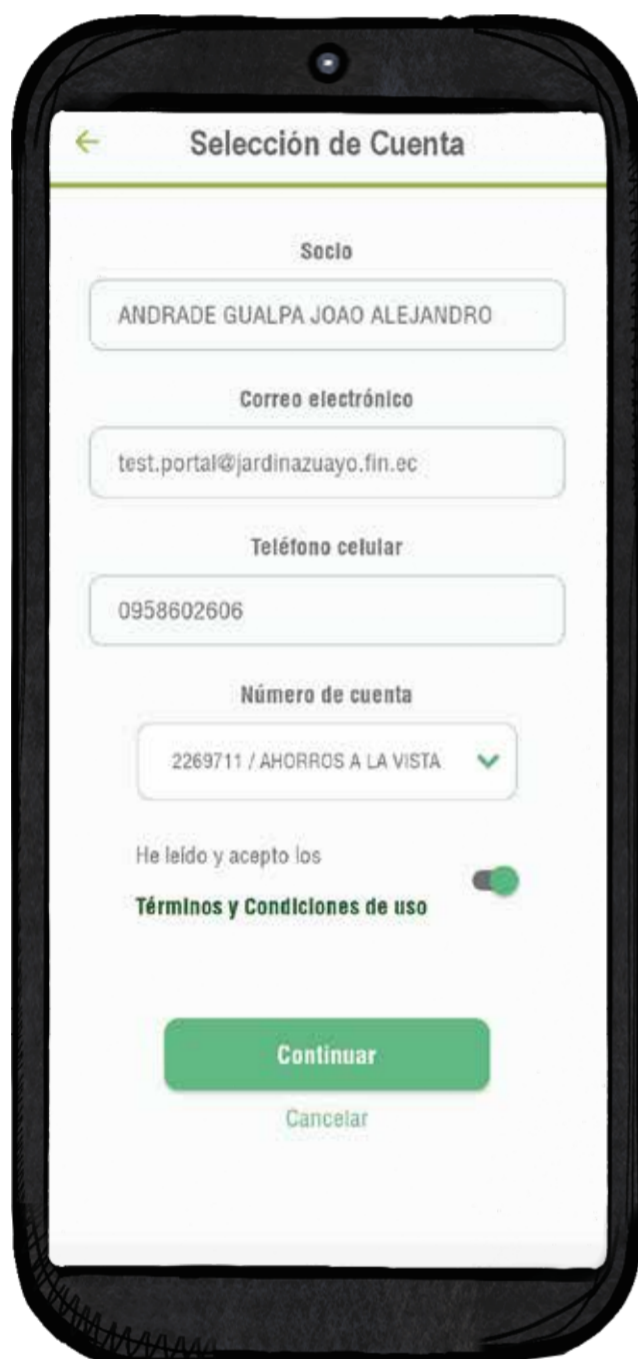 Selección de Cuenta
Socio
ANDRADE GUALPA JOAO ALEJANDRO
Correo electrónico
test.portal@jardinazuayo.fin.ec
Teléfono celular
0958602606
Número de cuenta
2269711 / AHORROS A LA VISTA
He leído y acepto los
Términos y Condiciones de uso
Continuar
Cancelar